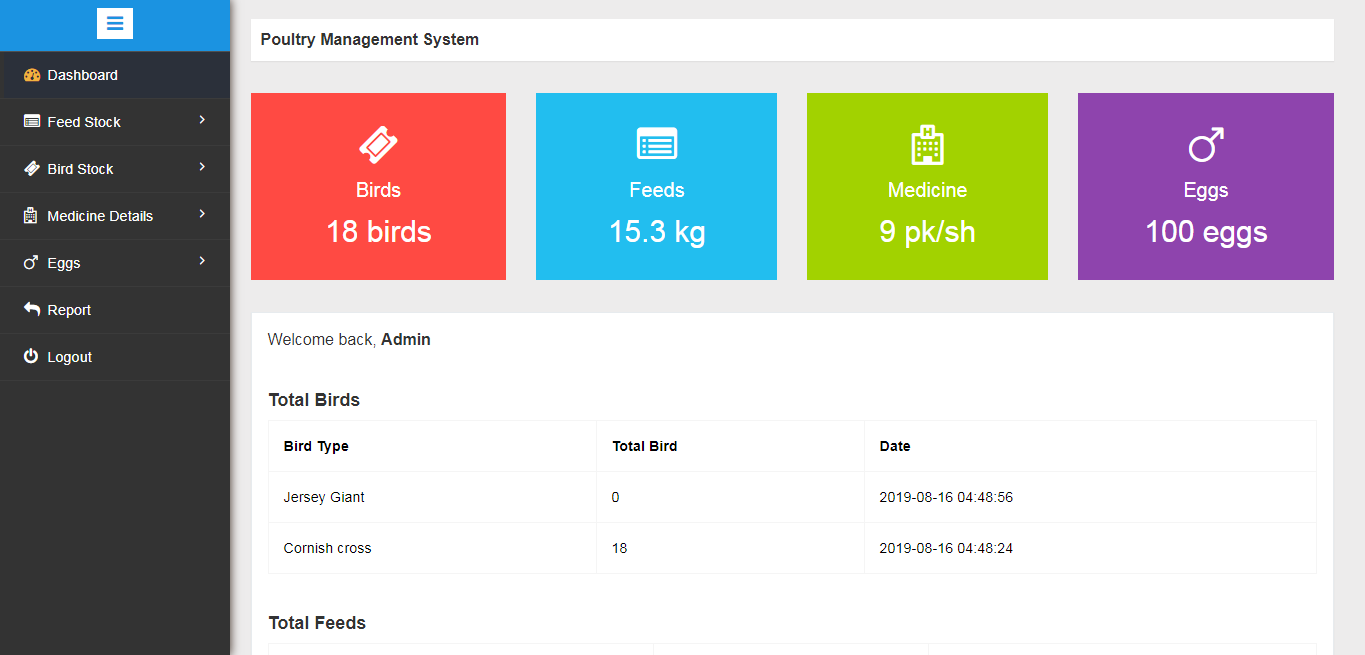 Poultry Management System
Dashboard
Feed Stock
Bird Stock
Medicine Details
Eggs
Report
Logout
Birds
18 birds
Feeds
15.3 kg
Medicine
9 pk/sh
Eggs
100 eggs
Welcome back, Admin
Total Birds
Bird Type Total Bird Date
Jersey Giant 0 2019-08-16 04:48:56
Cornish cross 18 2019-08-16 04:48:24
Total Feeds